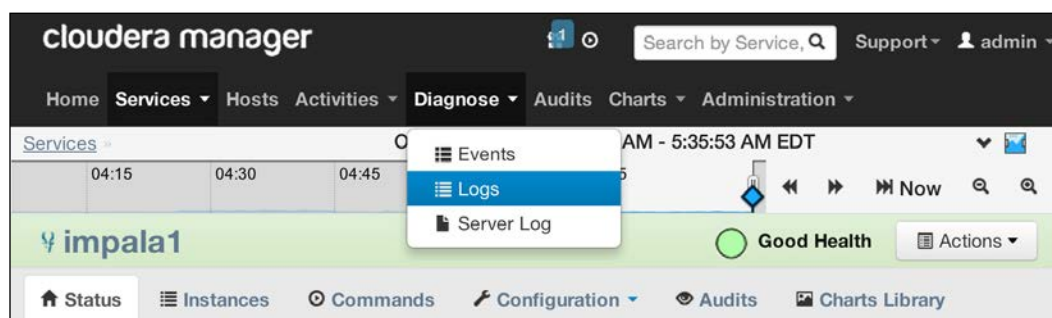 cloudera manager 1 Search by Service, Support admin
Home Services Hosts Activities Diagnose Audits Charts Administration
Services » O AM - 5:35:53 AM EDT
Events
04:15 04:30 04:45 5 Now
Logs
Server Log
impala1 Good Health Actions
Status Instances Commands Configuration Audits Charts Library